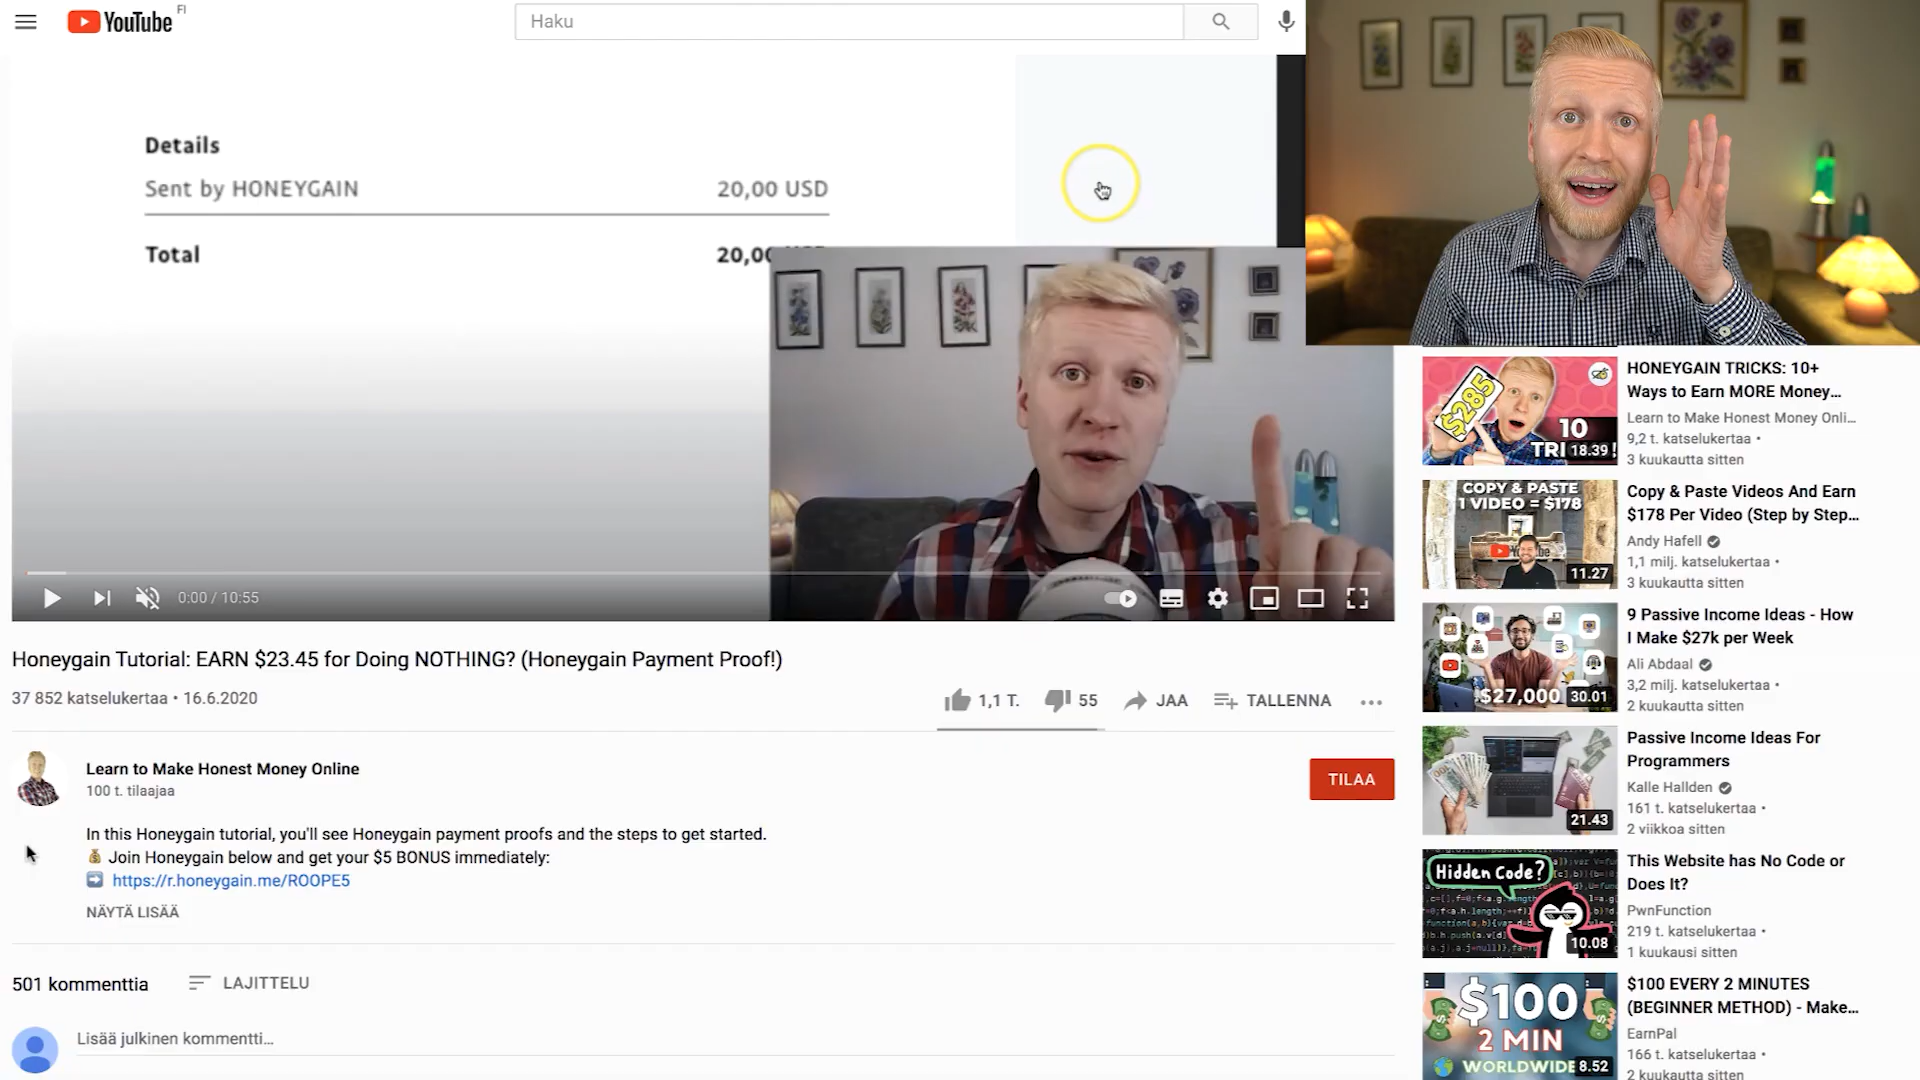 YouTube FI
Haku
Details
Sent by HONEYGAIN 20,00 USD
Total 20,00
0:00 / 10:55
Honeygain Tutorial: EARN $23.45 for Doing NOTHING? (Honeygain Payment Proof!)
37 852 katselukertaa • 16.6.2020
1,1 T. 55 JAA TALLENNA
Learn to Make Honest Money Online
100 t. tilaajaa
TILAA
In this Honeygain tutorial, you'll see Honeygain payment proofs and the steps to get started.
Join Honeygain below and get your $5 BONUS immediately:
https://r.honeygain.me/ROOPE5
NÄYTÄ LISÄÄ
501 kommenttia LAJITTELU
Lisää julkinen kommentti...
$285
10
TRI !
18.39
HONEYGAIN TRICKS: 10+
Ways to Earn MORE Money...
Learn to Make Honest Money Onli...
9,2 t. katselukertaa •
3 kuukautta sitten
COPY & PASTE
1 VIDEO = $178
11.27
Copy & Paste Videos And Earn
$178 Per Video (Step by Step...
Andy Hafell
1,1 milj. katselukertaa •
3 kuukautta sitten
$27,000
30.01
9 Passive Income Ideas - How
I Make $27k per Week
Ali Abdaal
3,2 milj. katselukertaa •
2 kuukautta sitten
21.43
Passive Income Ideas For
Programmers
Kalle Hallden
161 t. katselukertaa •
2 viikkoa sitten
Hidden Code?
10.08
This Website has No Code or
Does It?
PwnFunction
219 t. katselukertaa •
1 kuukausi sitten
$100
2 MIN
WORLDWIDE
8.52
$100 EVERY 2 MINUTES
(BEGINNER METHOD) - Make...
EarnPal
166 t. katselukertaa •
2 kuukautta sitten